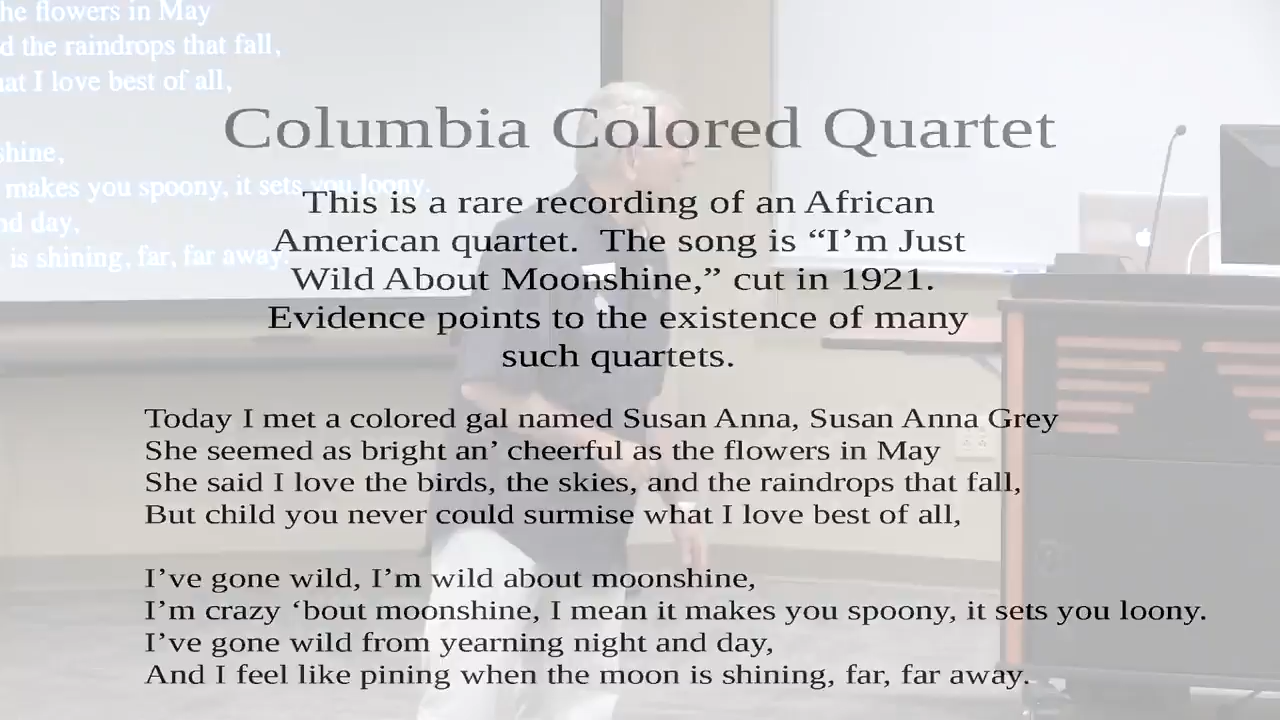 he flowers in May
d the raindrops that fall,
at I love best of all,
shine,
makes you spoony, it sets you loony.
nd day,
is shining, far, far away.
Columbia Colored Quartet
This is a rare recording of an African
American quartet. The song is “I’m Just
Wild About Moonshine,” cut in 1921.
Evidence points to the existence of many
such quartets.
Today I met a colored gal named Susan Anna, Susan Anna Grey
She seemed as bright an’ cheerful as the flowers in May
She said I love the birds, the skies, and the raindrops that fall,
But child you never could surmise what I love best of all,
I’ve gone wild, I’m wild about moonshine,
I’m crazy ‘bout moonshine, I mean it makes you spoony, it sets you loony.
I’ve gone wild from yearning night and day,
And I feel like pining when the moon is shining, far, far away.